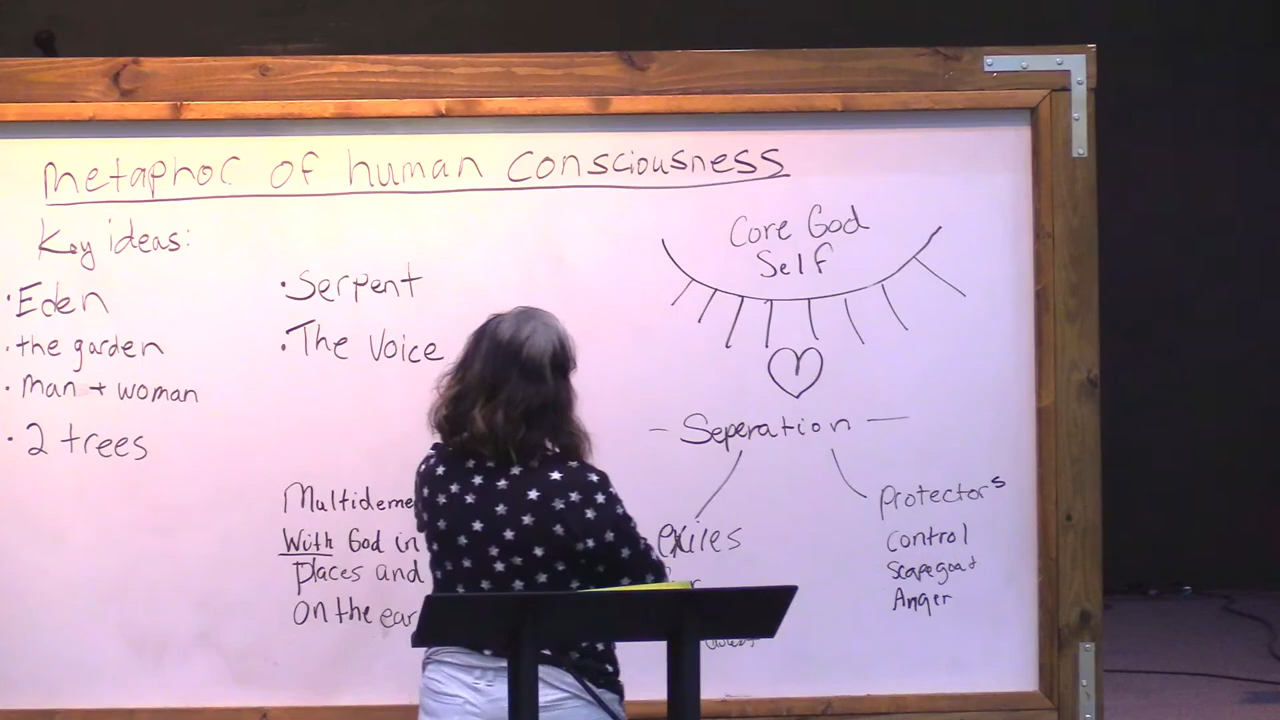 metaphor of human consciousness
Key ideas:
• Eden
• the garden
• man + woman
• 2 trees
• Serpent
• The Voice
With God in
places and
on the
Core God
Self
- Seperation -
exiles
Protectors
control
scapegoat
Anger